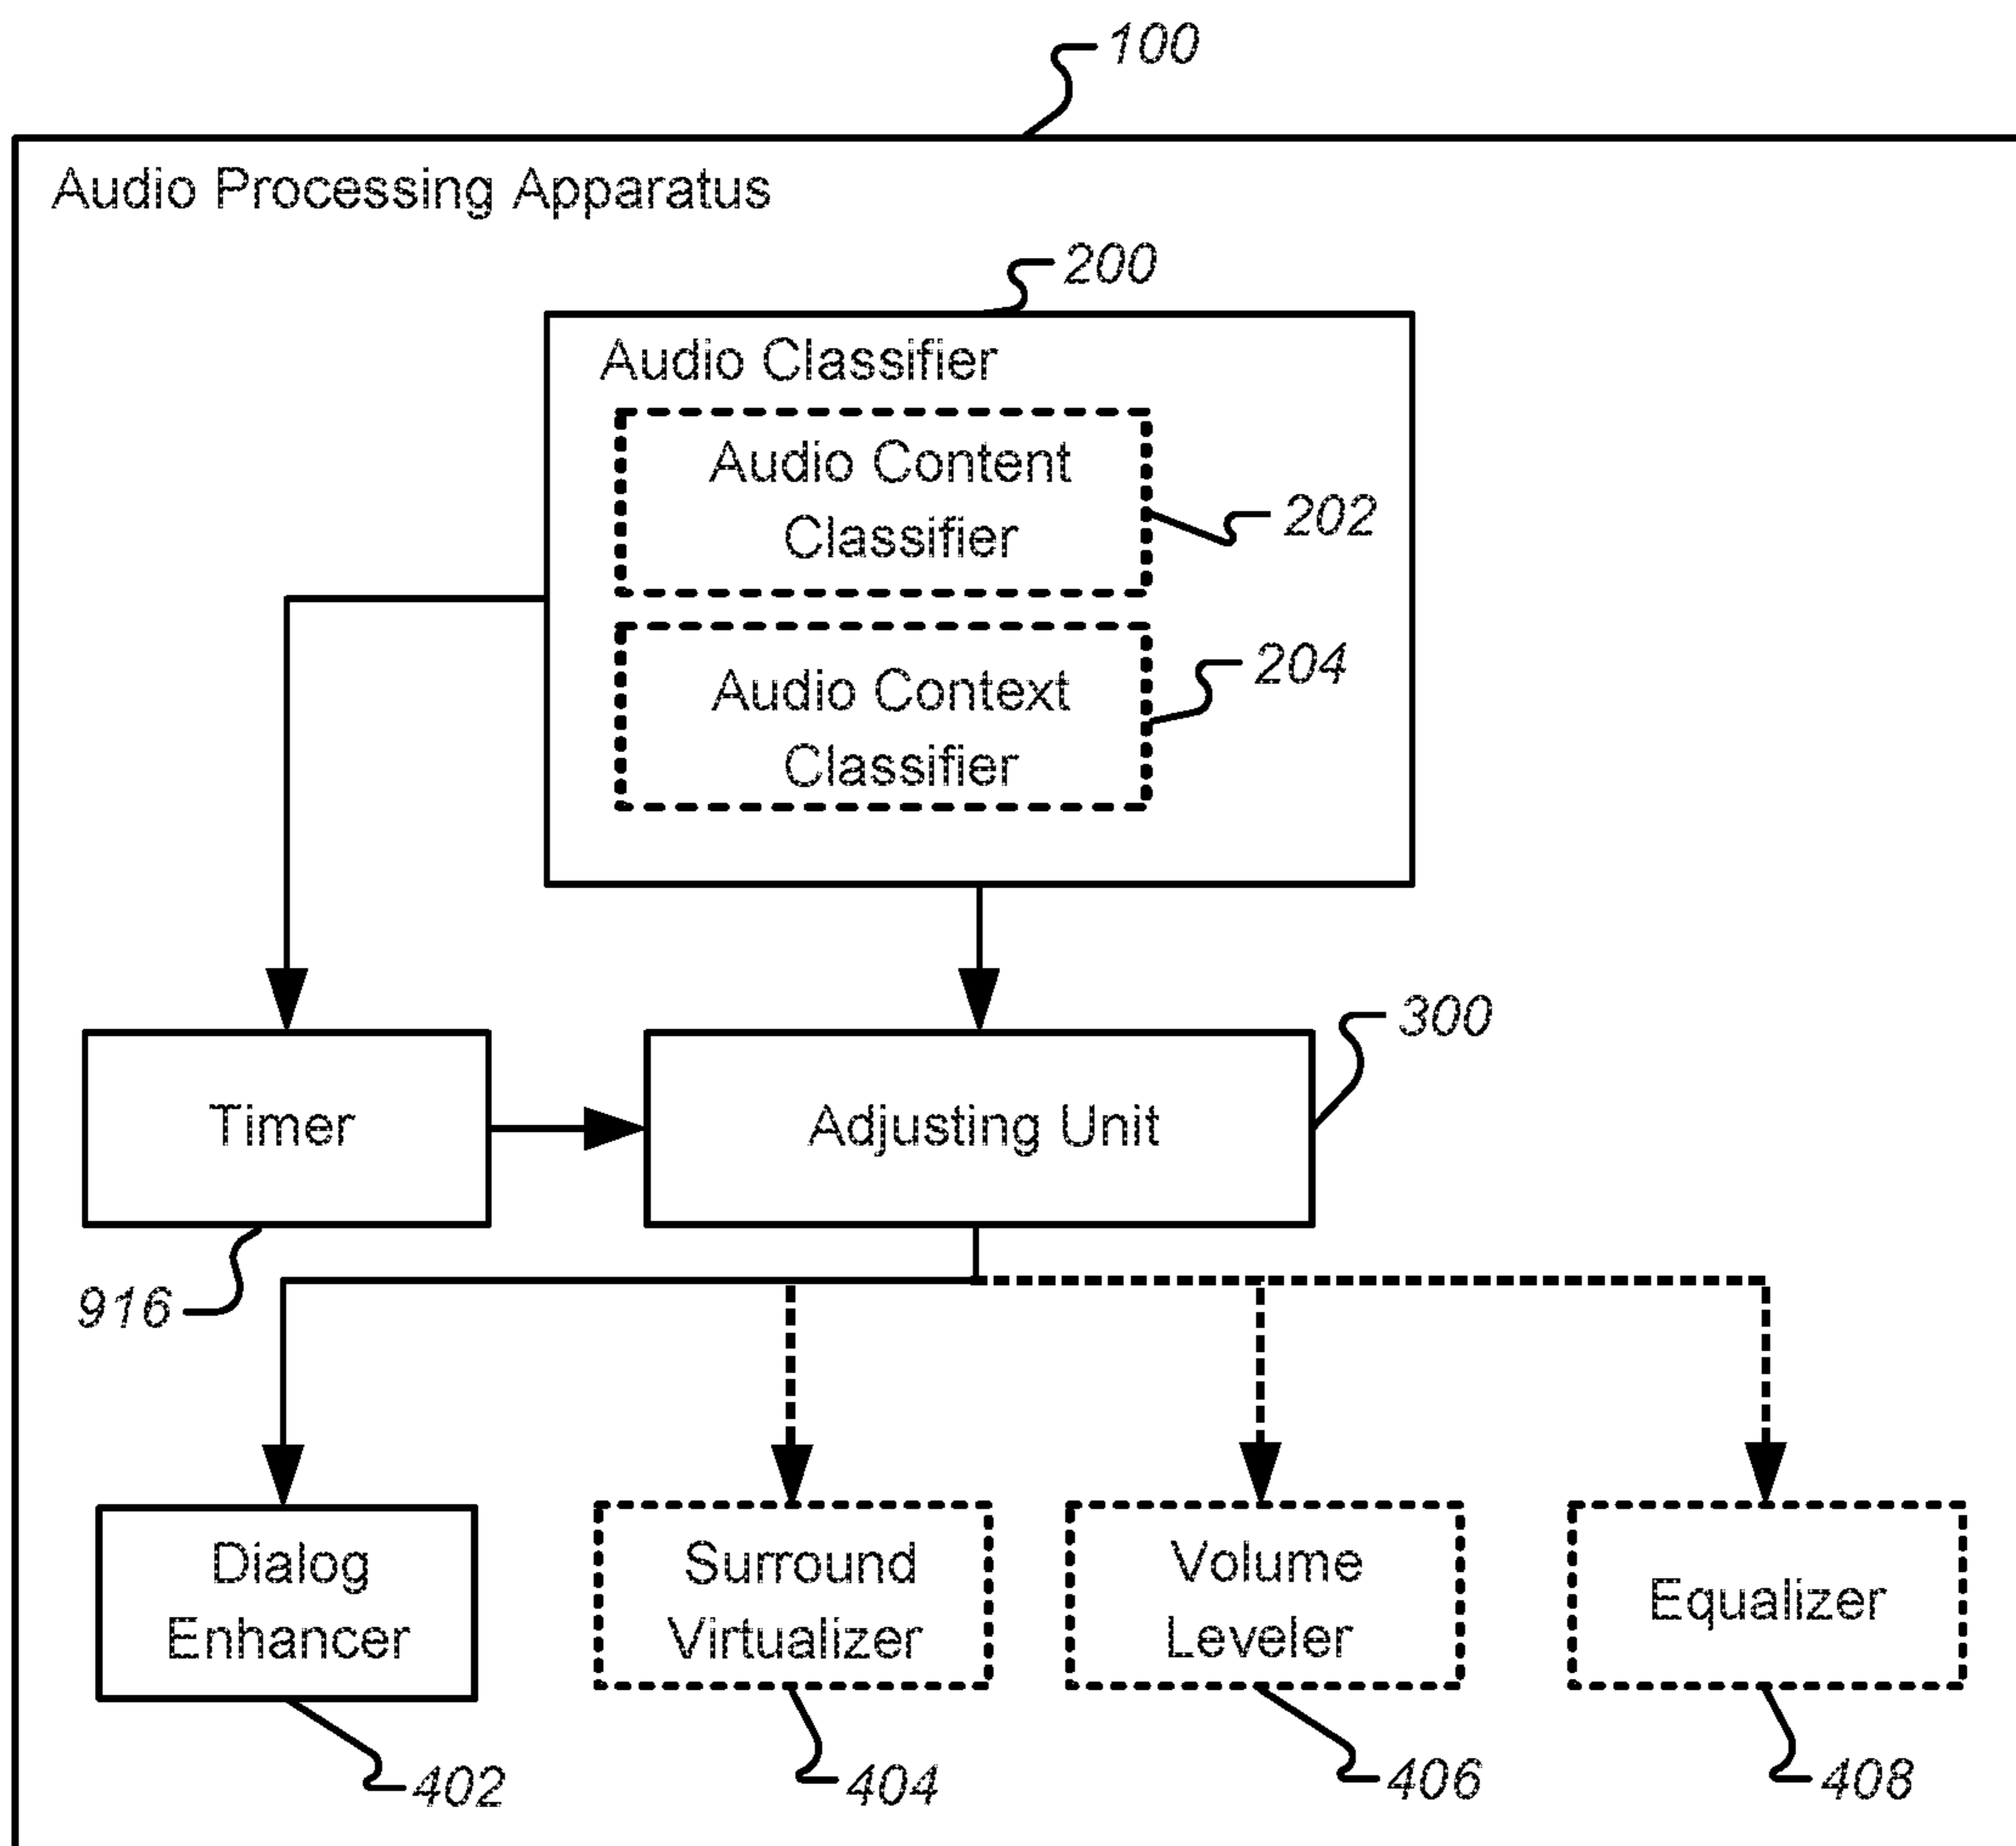 100
Audio Processing Apparatus
200
Audio Classifier
Audio Content
Classifier
202
Audio Context
Classifier
204
Timer
Adjusting Unit
300
916
Dialog
Enhancer
Surround
Virtualizer
Volume
Leveler
Equalizer
402
404
406
408